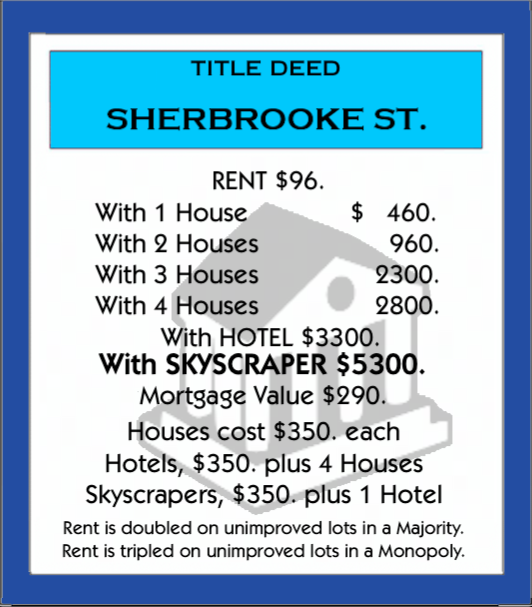 TITLE DEED
SHERBROOKE ST.
RENT $96.
With 1 House $ 460.
With 2 Houses 960.
With 3 Houses 2300.
With 4 Houses 2800.
With HOTEL $3300.
With SKYSCRAPER $5300.
Mortgage Value $290.
Houses cost $350. each
Hotels, $350. plus 4 Houses
Skyscrapers, $350. plus 1 Hotel
Rent is doubled on unimproved lots in a Majority.
Rent is tripled on unimproved lots in a Monopoly.